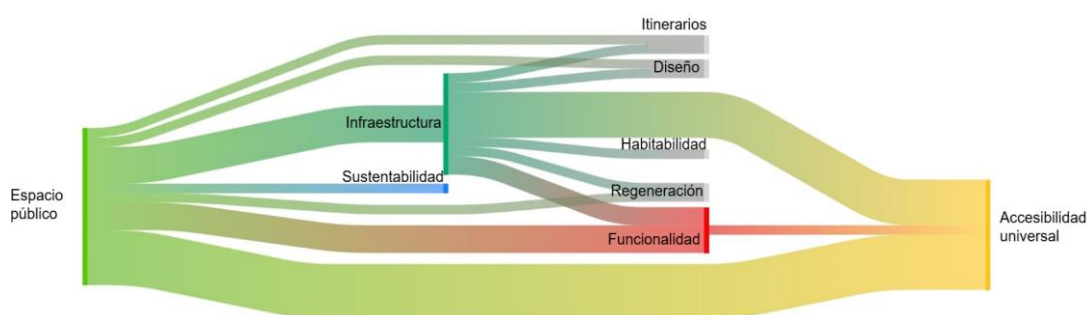 Itinerarios
Diseño
Infraestructura
Habitabilidad
Sustentabilidad
Regeneración
Espacio
público
Funcionalidad
Accesibilidad
universal